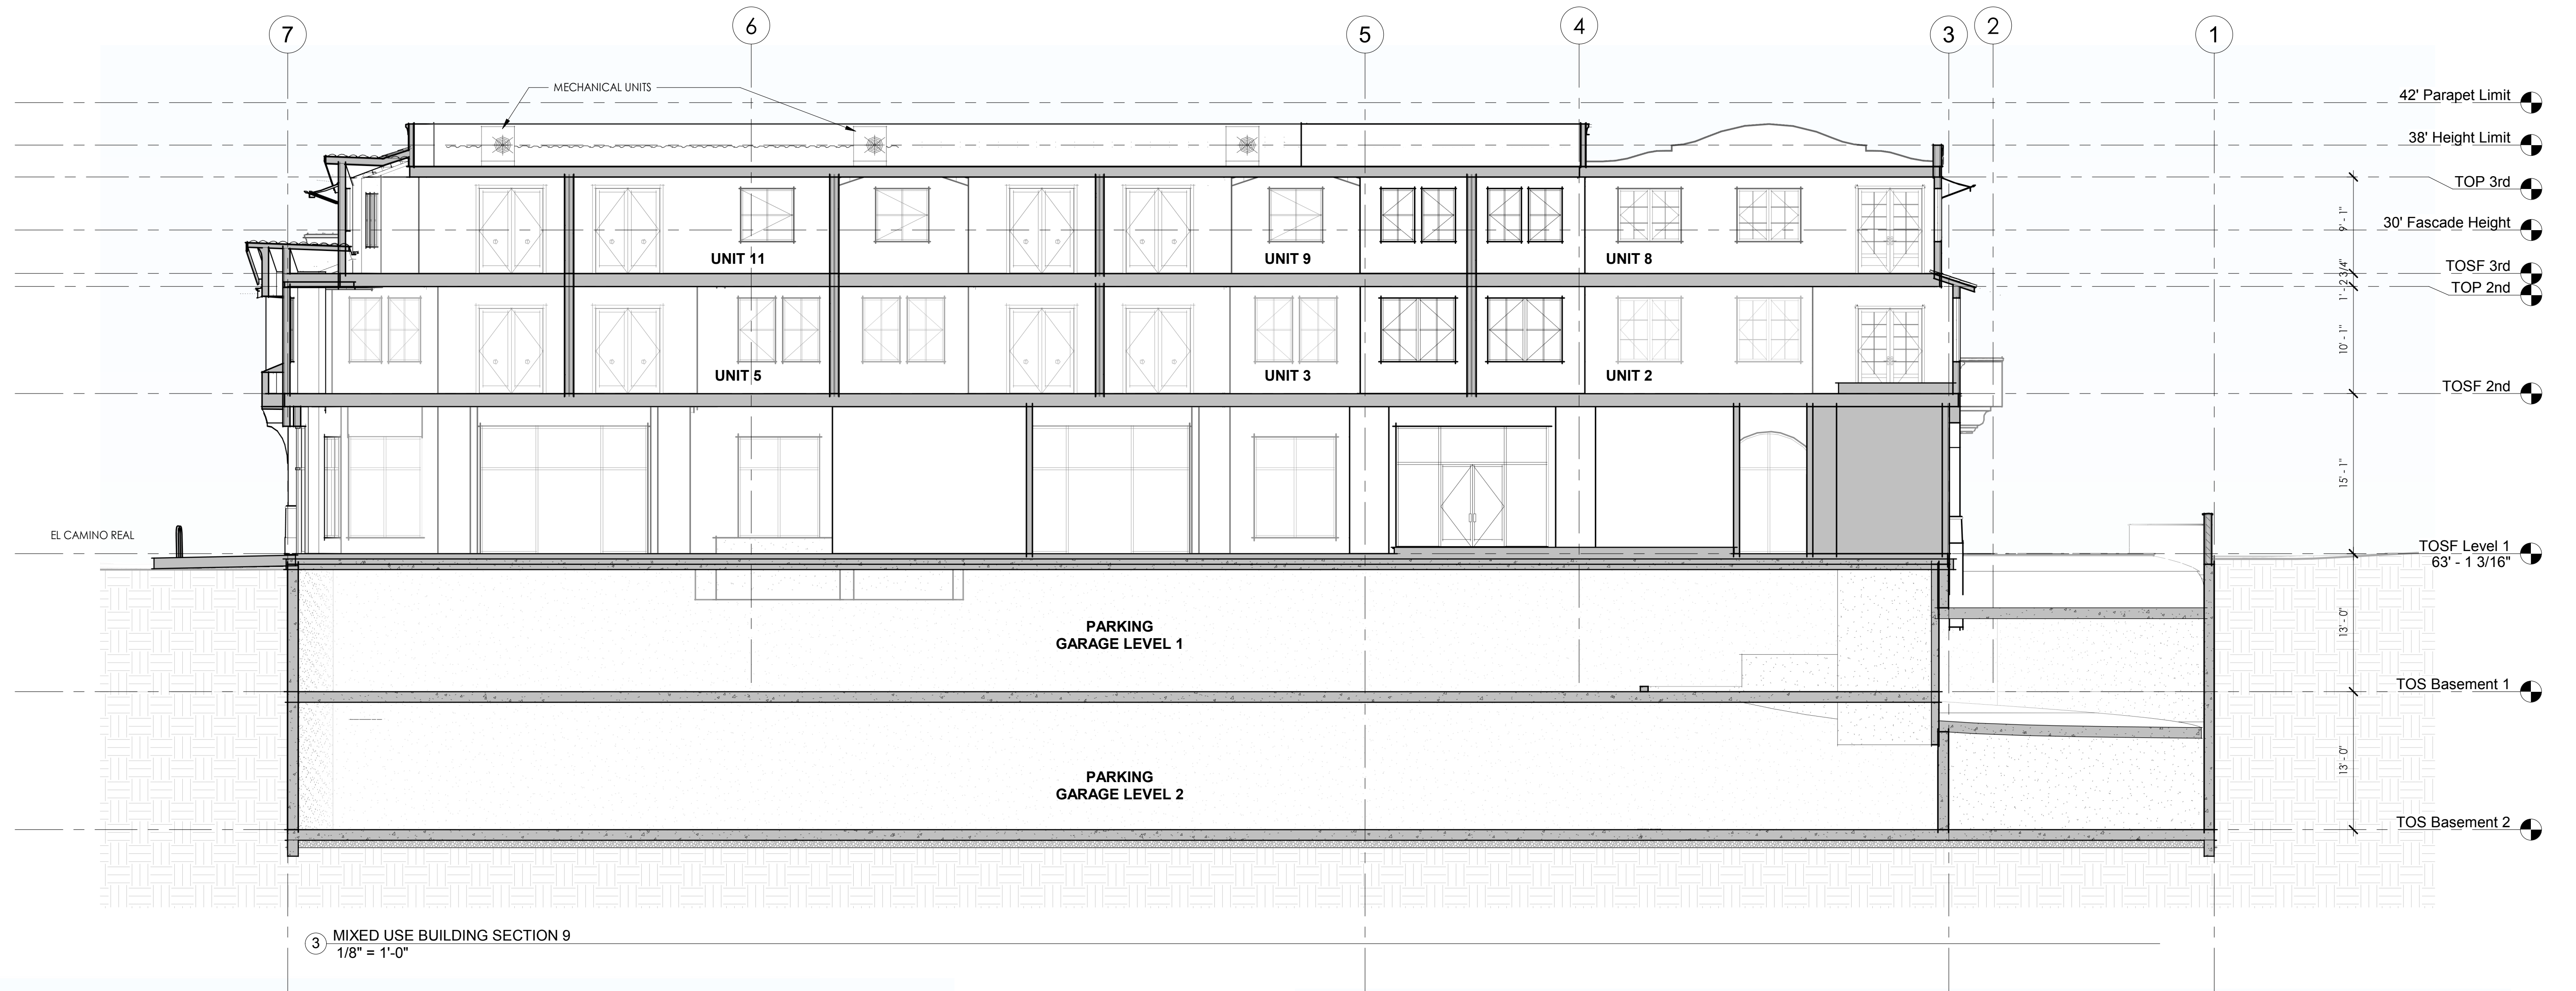 7
6
5
4
3
2
1
MECHANICAL UNITS
42' Parapet Limit
38' Height Limit
TOP 3rd
9' - 1"
30' Fascade Height
UNIT 11
UNIT 9
UNIT 8
TOSF 3rd
1' - 2 3/4"
TOP 2nd
10' - 1"
UNIT 5
UNIT 3
UNIT 2
TOSF 2nd
15' - 1"
EL CAMINO REAL
TOSF Level 1
63' - 1 3/16"
PARKING
GARAGE LEVEL 1
13' - 0"
TOS Basement 1
PARKING
GARAGE LEVEL 2
13' - 0"
TOS Basement 2
3
MIXED USE BUILDING SECTION 9
1/8" = 1'-0"